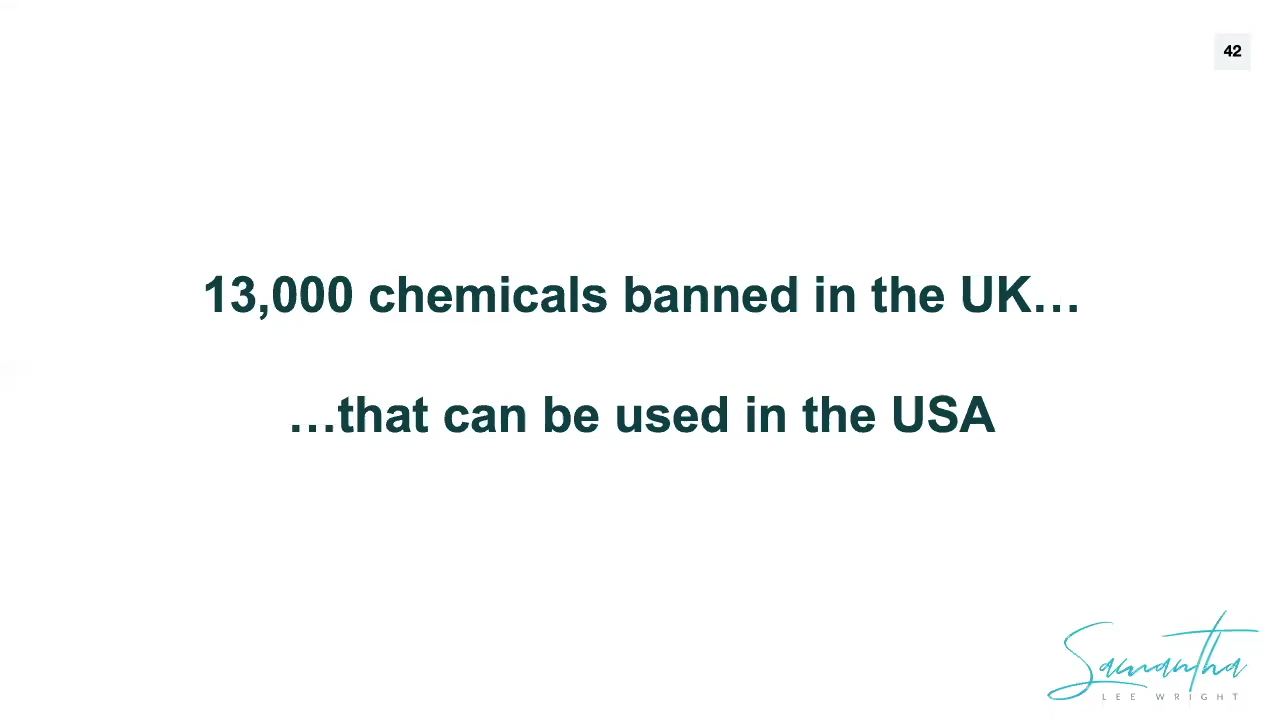 42
13,000 chemicals banned in the UK…
…that can be used in the USA
Samantha
LEE WRIGHT